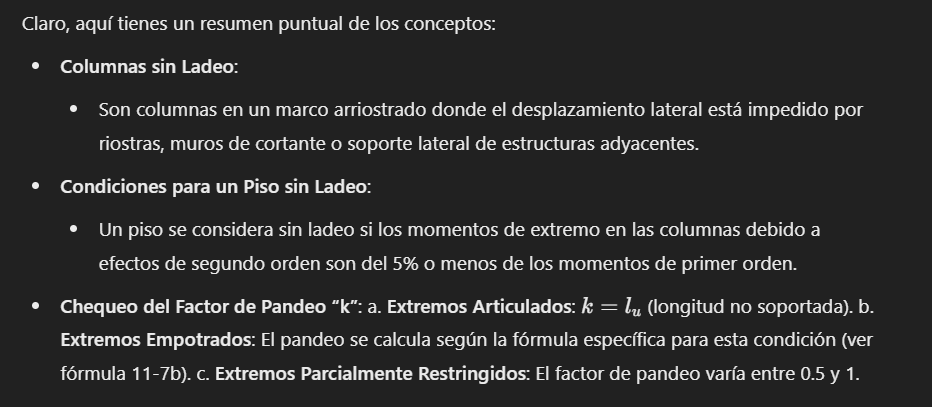 Claro, aquí tienes un resumen puntual de los conceptos:
• Columnas sin Ladeo:
• Son columnas en un marco arriostrado donde el desplazamiento lateral está impedido por
riostras, muros de cortante o soporte lateral de estructuras adyacentes.
• Condiciones para un Piso sin Ladeo:
• Un piso se considera sin ladeo si los momentos de extremo en las columnas debido a
efectos de segundo orden son del 5% o menos de los momentos de primer orden.
• Chequeo del Factor de Pandeo “k”: a. Extremos Articulados: k = l_u (longitud no soportada). b.
Extremos Empotrados: El pandeo se calcula según la fórmula específica para esta condición (ver
fórmula 11-7b). c. Extremos Parcialmente Restringidos: El factor de pandeo varía entre 0.5 y 1.